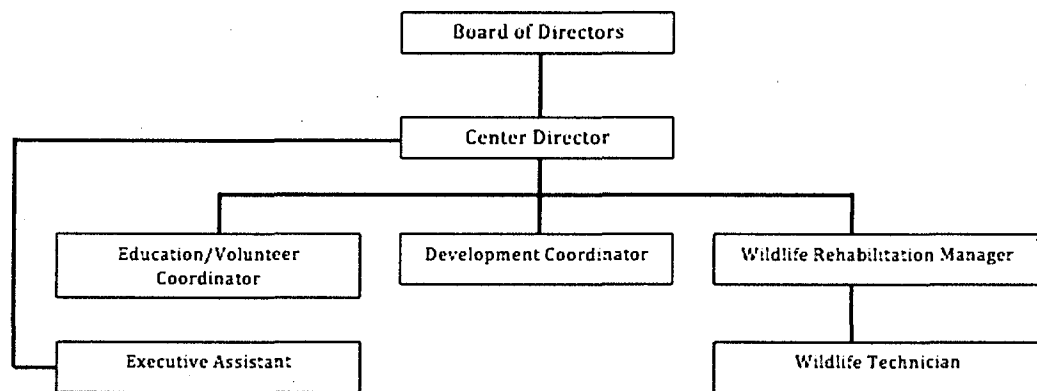 Board of Directors
Center Director
Education/Volunteer
Coordinator
Development Coordinator
Wildlife Rehabilitation Manager
Executive Assistant
Wildlife Technician